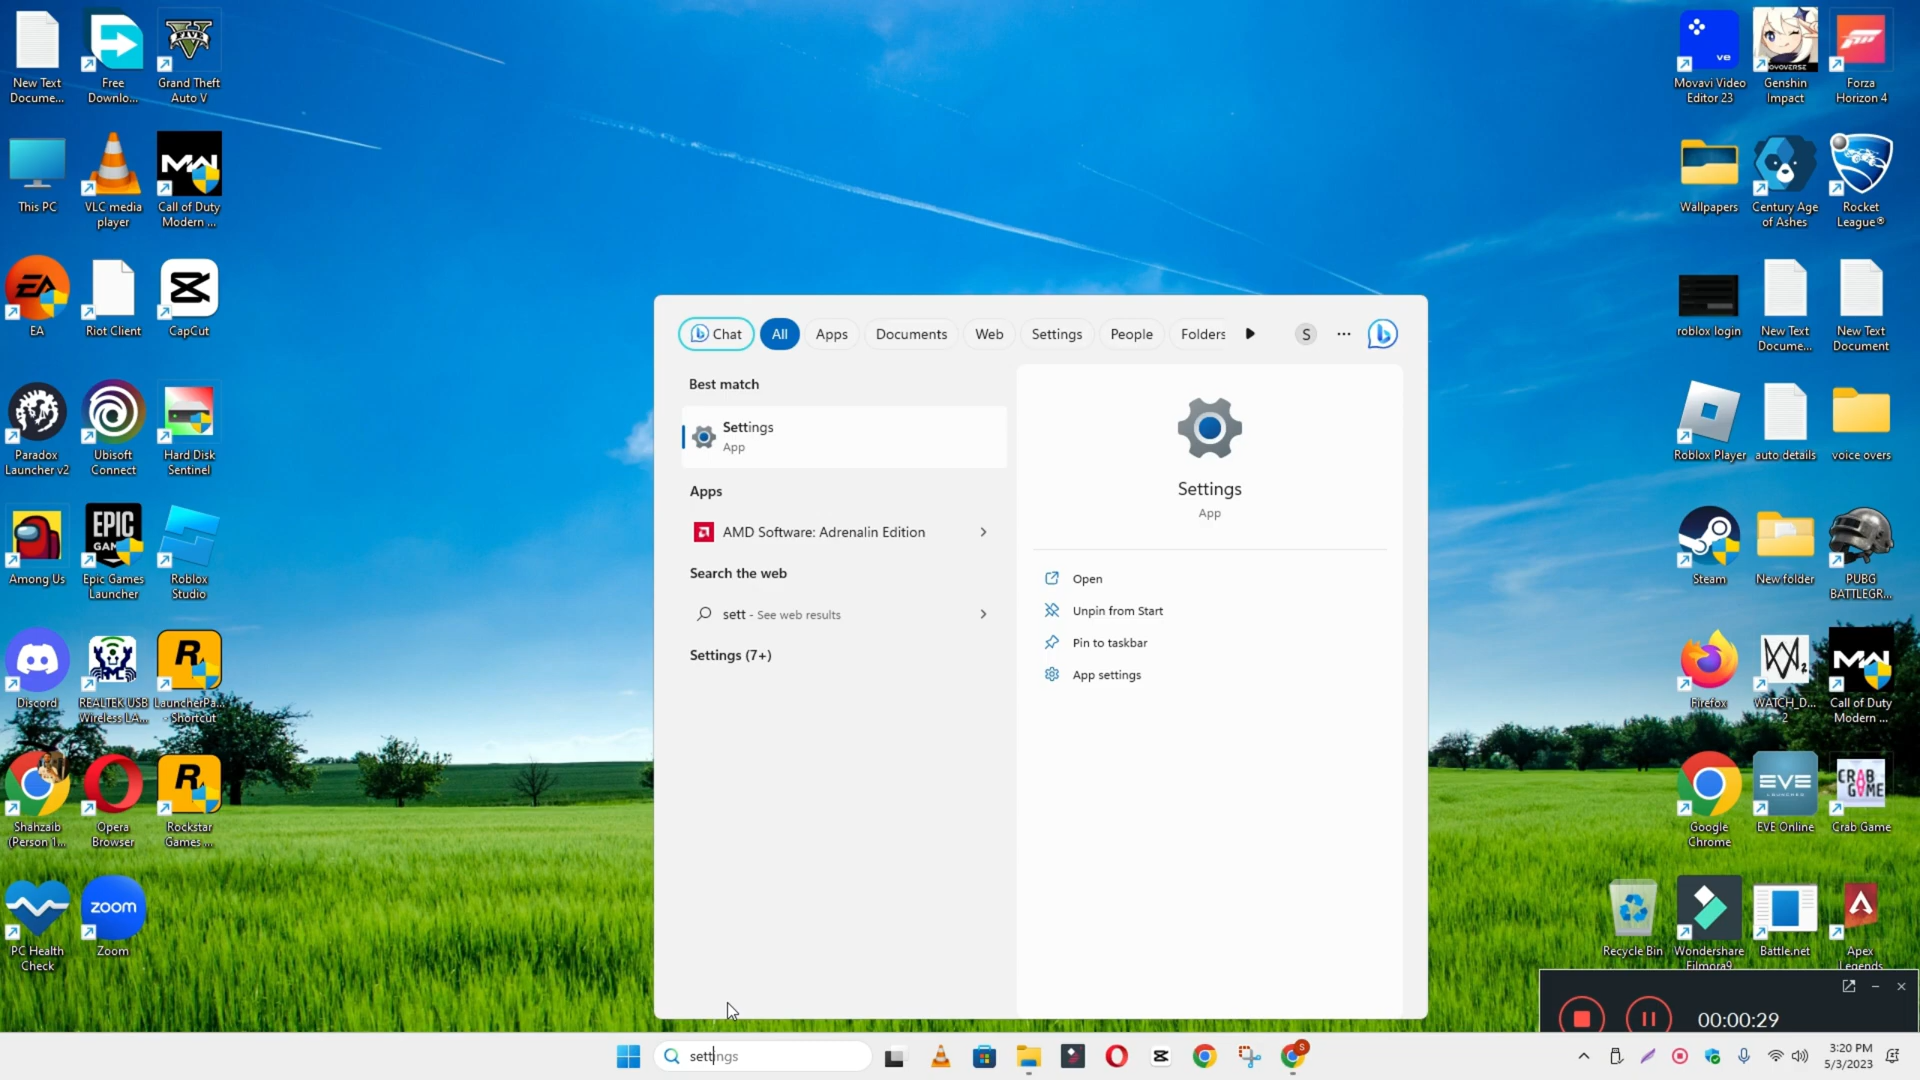 New Text
Docume...
Free
Downlo...
Grand Theft
Auto V
This PC
VLC media
player
Call of Duty
Modern ...
EA
Riot Client
CapCut
Paradox
Launcher v2
Ubisoft
Connect
Hard Disk
Sentinel
Among Us
EPIC
GAMES
Epic Games
Launcher
Roblox
Studio
Discord
REALTEK USB
Wireless LA...
LauncherPa...
- Shortcut
Shahzaib
(Person 1...
Opera
Browser
Rockstar
Games ...
PC Health
Check
zoom
Zoom
Chat
All
Apps
Documents
Web
Settings
People
Folders
S
Best match
Settings
App
Apps
AMD Software: Adrenalin Edition
Search the web
sett - See web results
Settings (7+)
Settings
App
Open
Unpin from Start
Pin to taskbar
App settings
ve
Movavi Video
Editor 23
Genshin
Impact
Forza
Horizon 4
Wallpapers
Century Age
of Ashes
Rocket
League®
roblox login
New Text
Docume...
New Text
Document
Roblox Player
auto details
voice overs
Steam
New folder
PUBG
BATTLEGR...
Firefox
WATCH_D...
2
Call of Duty
Modern ...
Google
Chrome
EVE
EVE Online
CRAB
GAME
Crab Game
Recycle Bin
Wondershare
Filmora9
Battle.net
Apex
Legends
00:00:29
settings
S
3:20 PM
5/3/2023